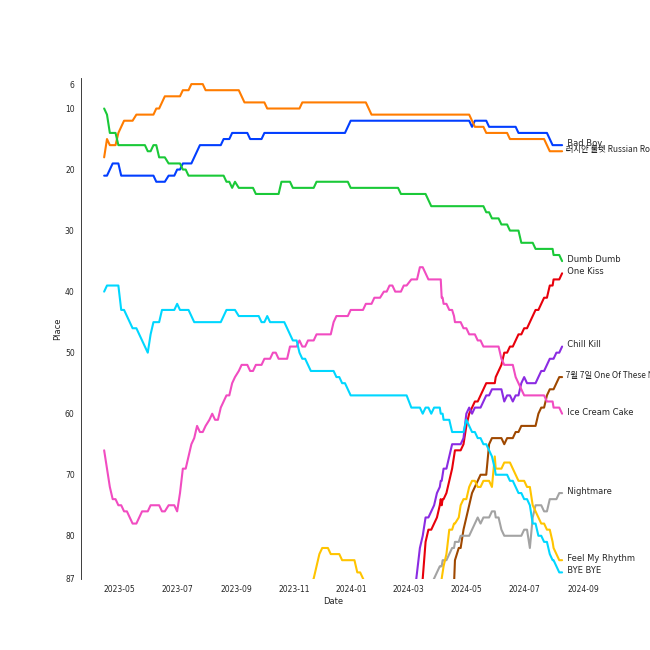 6
10
20
30
40
50
60
70
80
87
Place
Bad Boy
러시안 룰렛 Russian Ro
Dumb Dumb
One Kiss
Chill Kill
7월 7일 One Of These N
Ice Cream Cake
Nightmare
Feel My Rhythm
BYE BYE
2023-05 2023-07 2023-09 2023-11 2024-01 2024-03 2024-05 2024-07 2024-09
Date